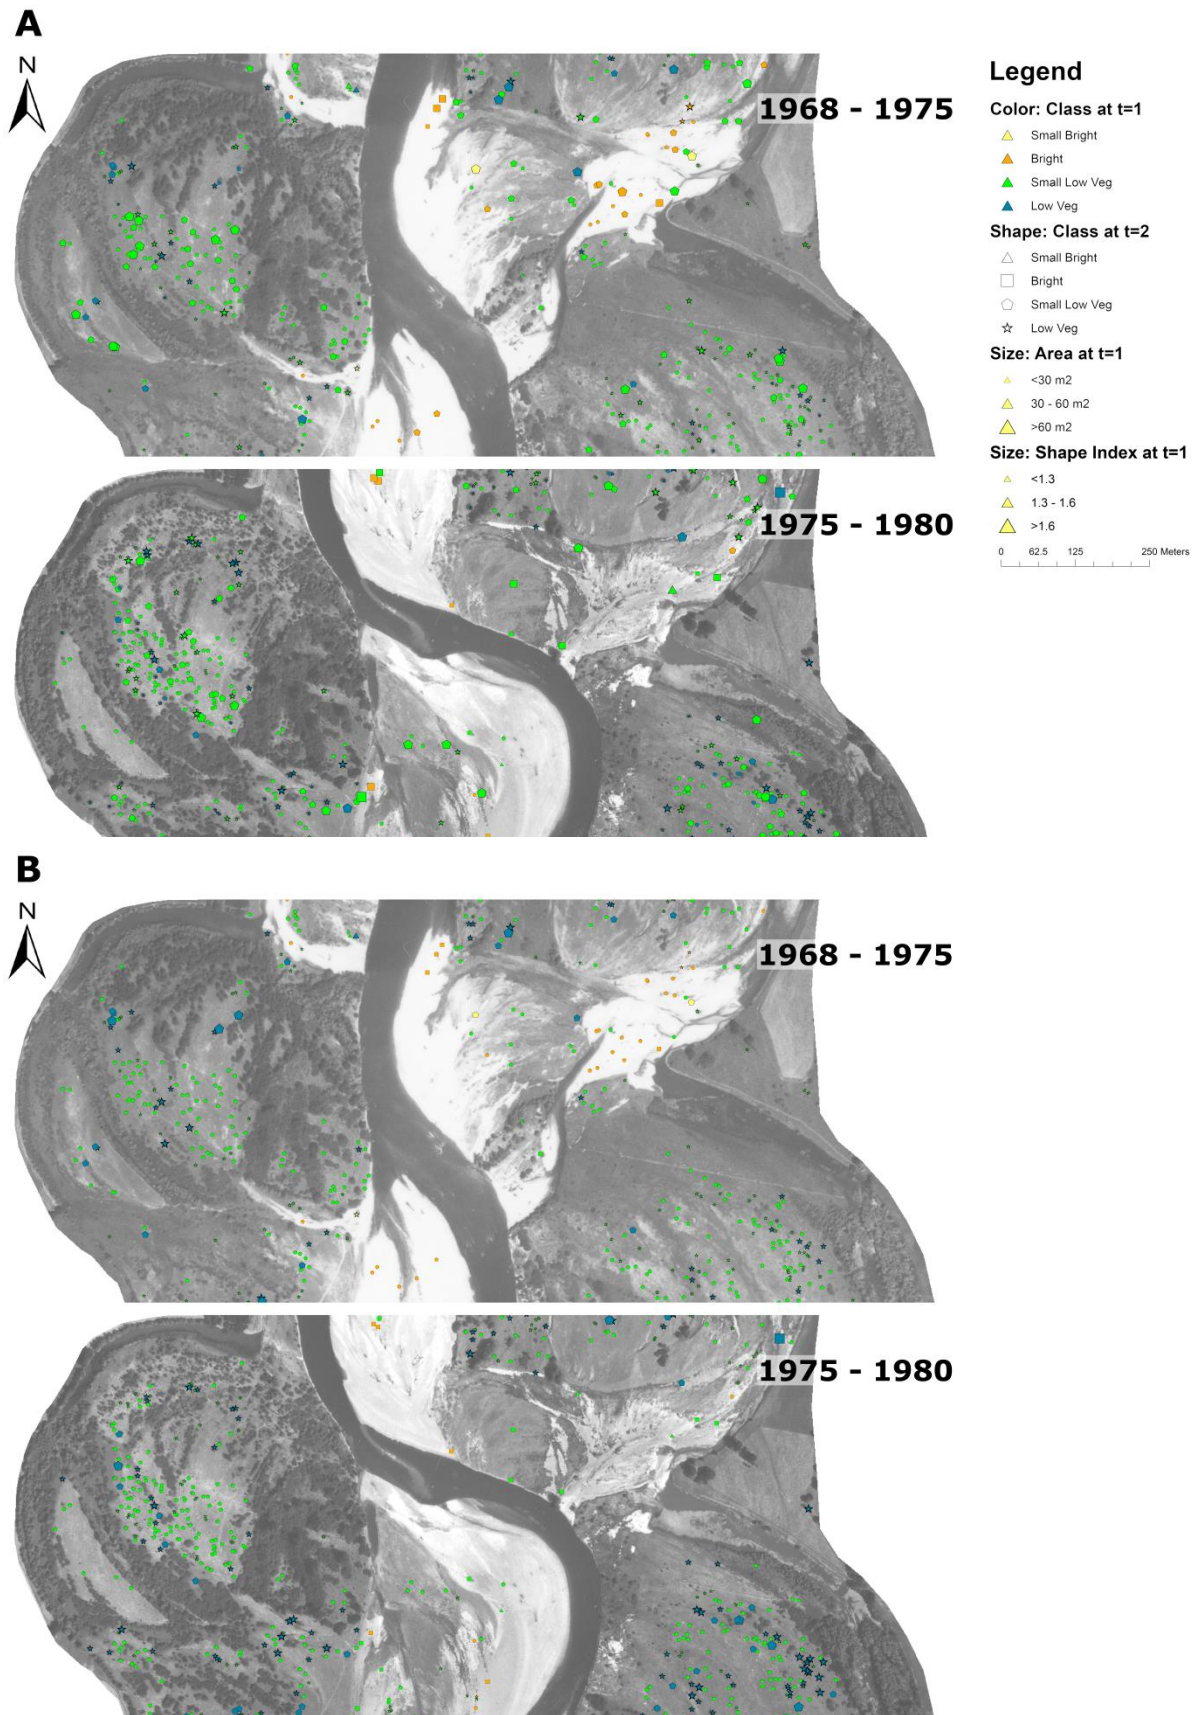 A
N
1968 - 1975
1975 - 1980
Legend
Color: Class at t=1
Small Bright
Bright
Small Low Veg
Low Veg
Shape: Class at t=2
Small Bright
Bright
Small Low Veg
Low Veg
Size: Area at t=1
<30 m2
30 - 60 m2
>60 m2
Size: Shape Index at t=1
<1.3
1.3 - 1.6
>1.6
0 62.5 125 250 Meters
B
N
1968 - 1975
1975 - 1980